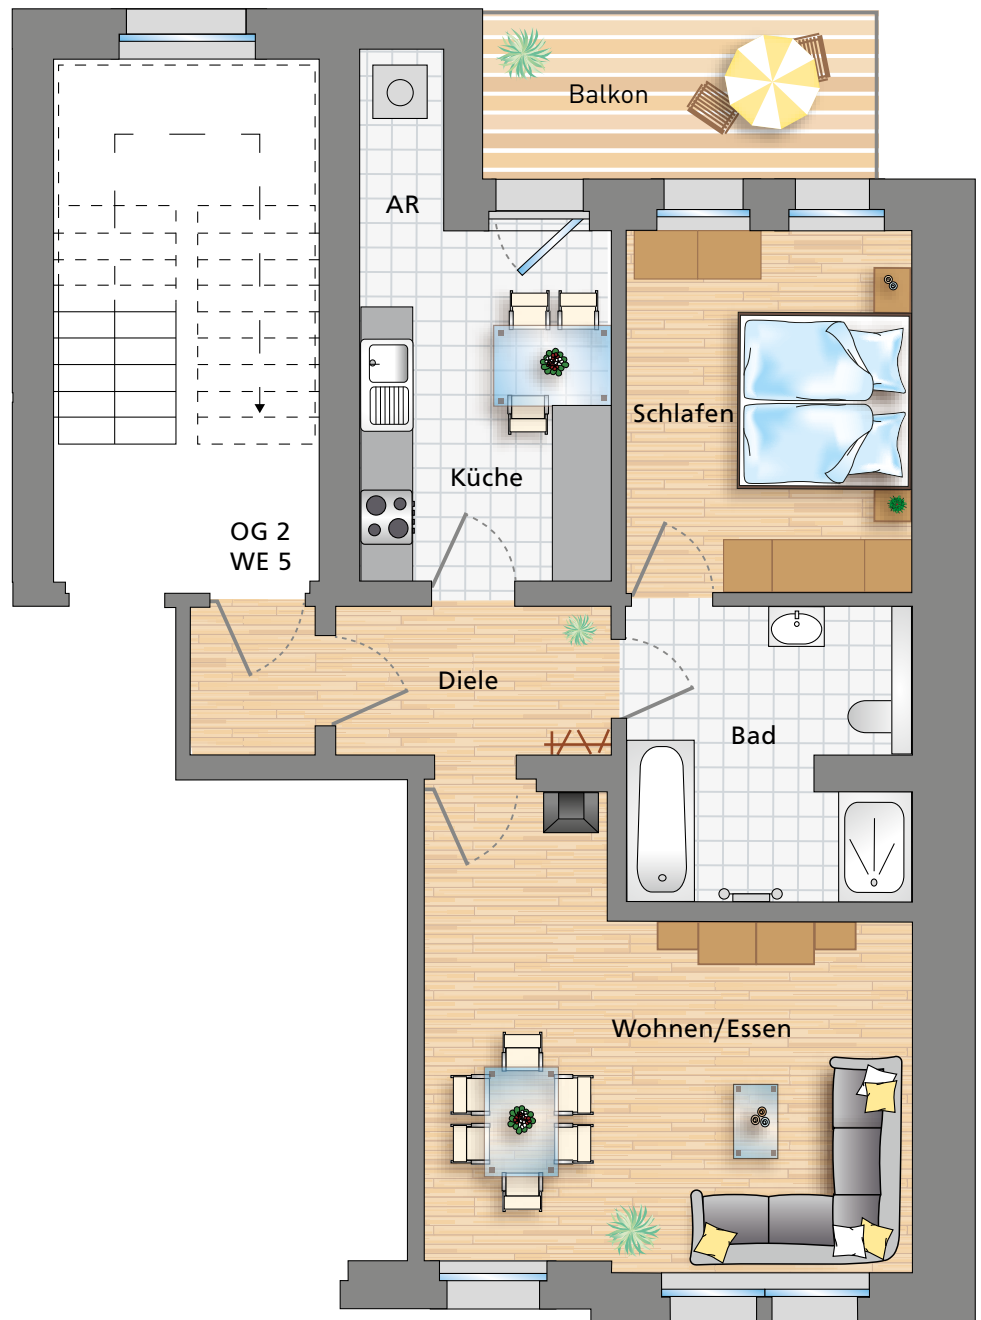 Balkon
AR
Schlafen
Küche
OG 2
WE 5
Diele
Bad
Wohnen/Essen